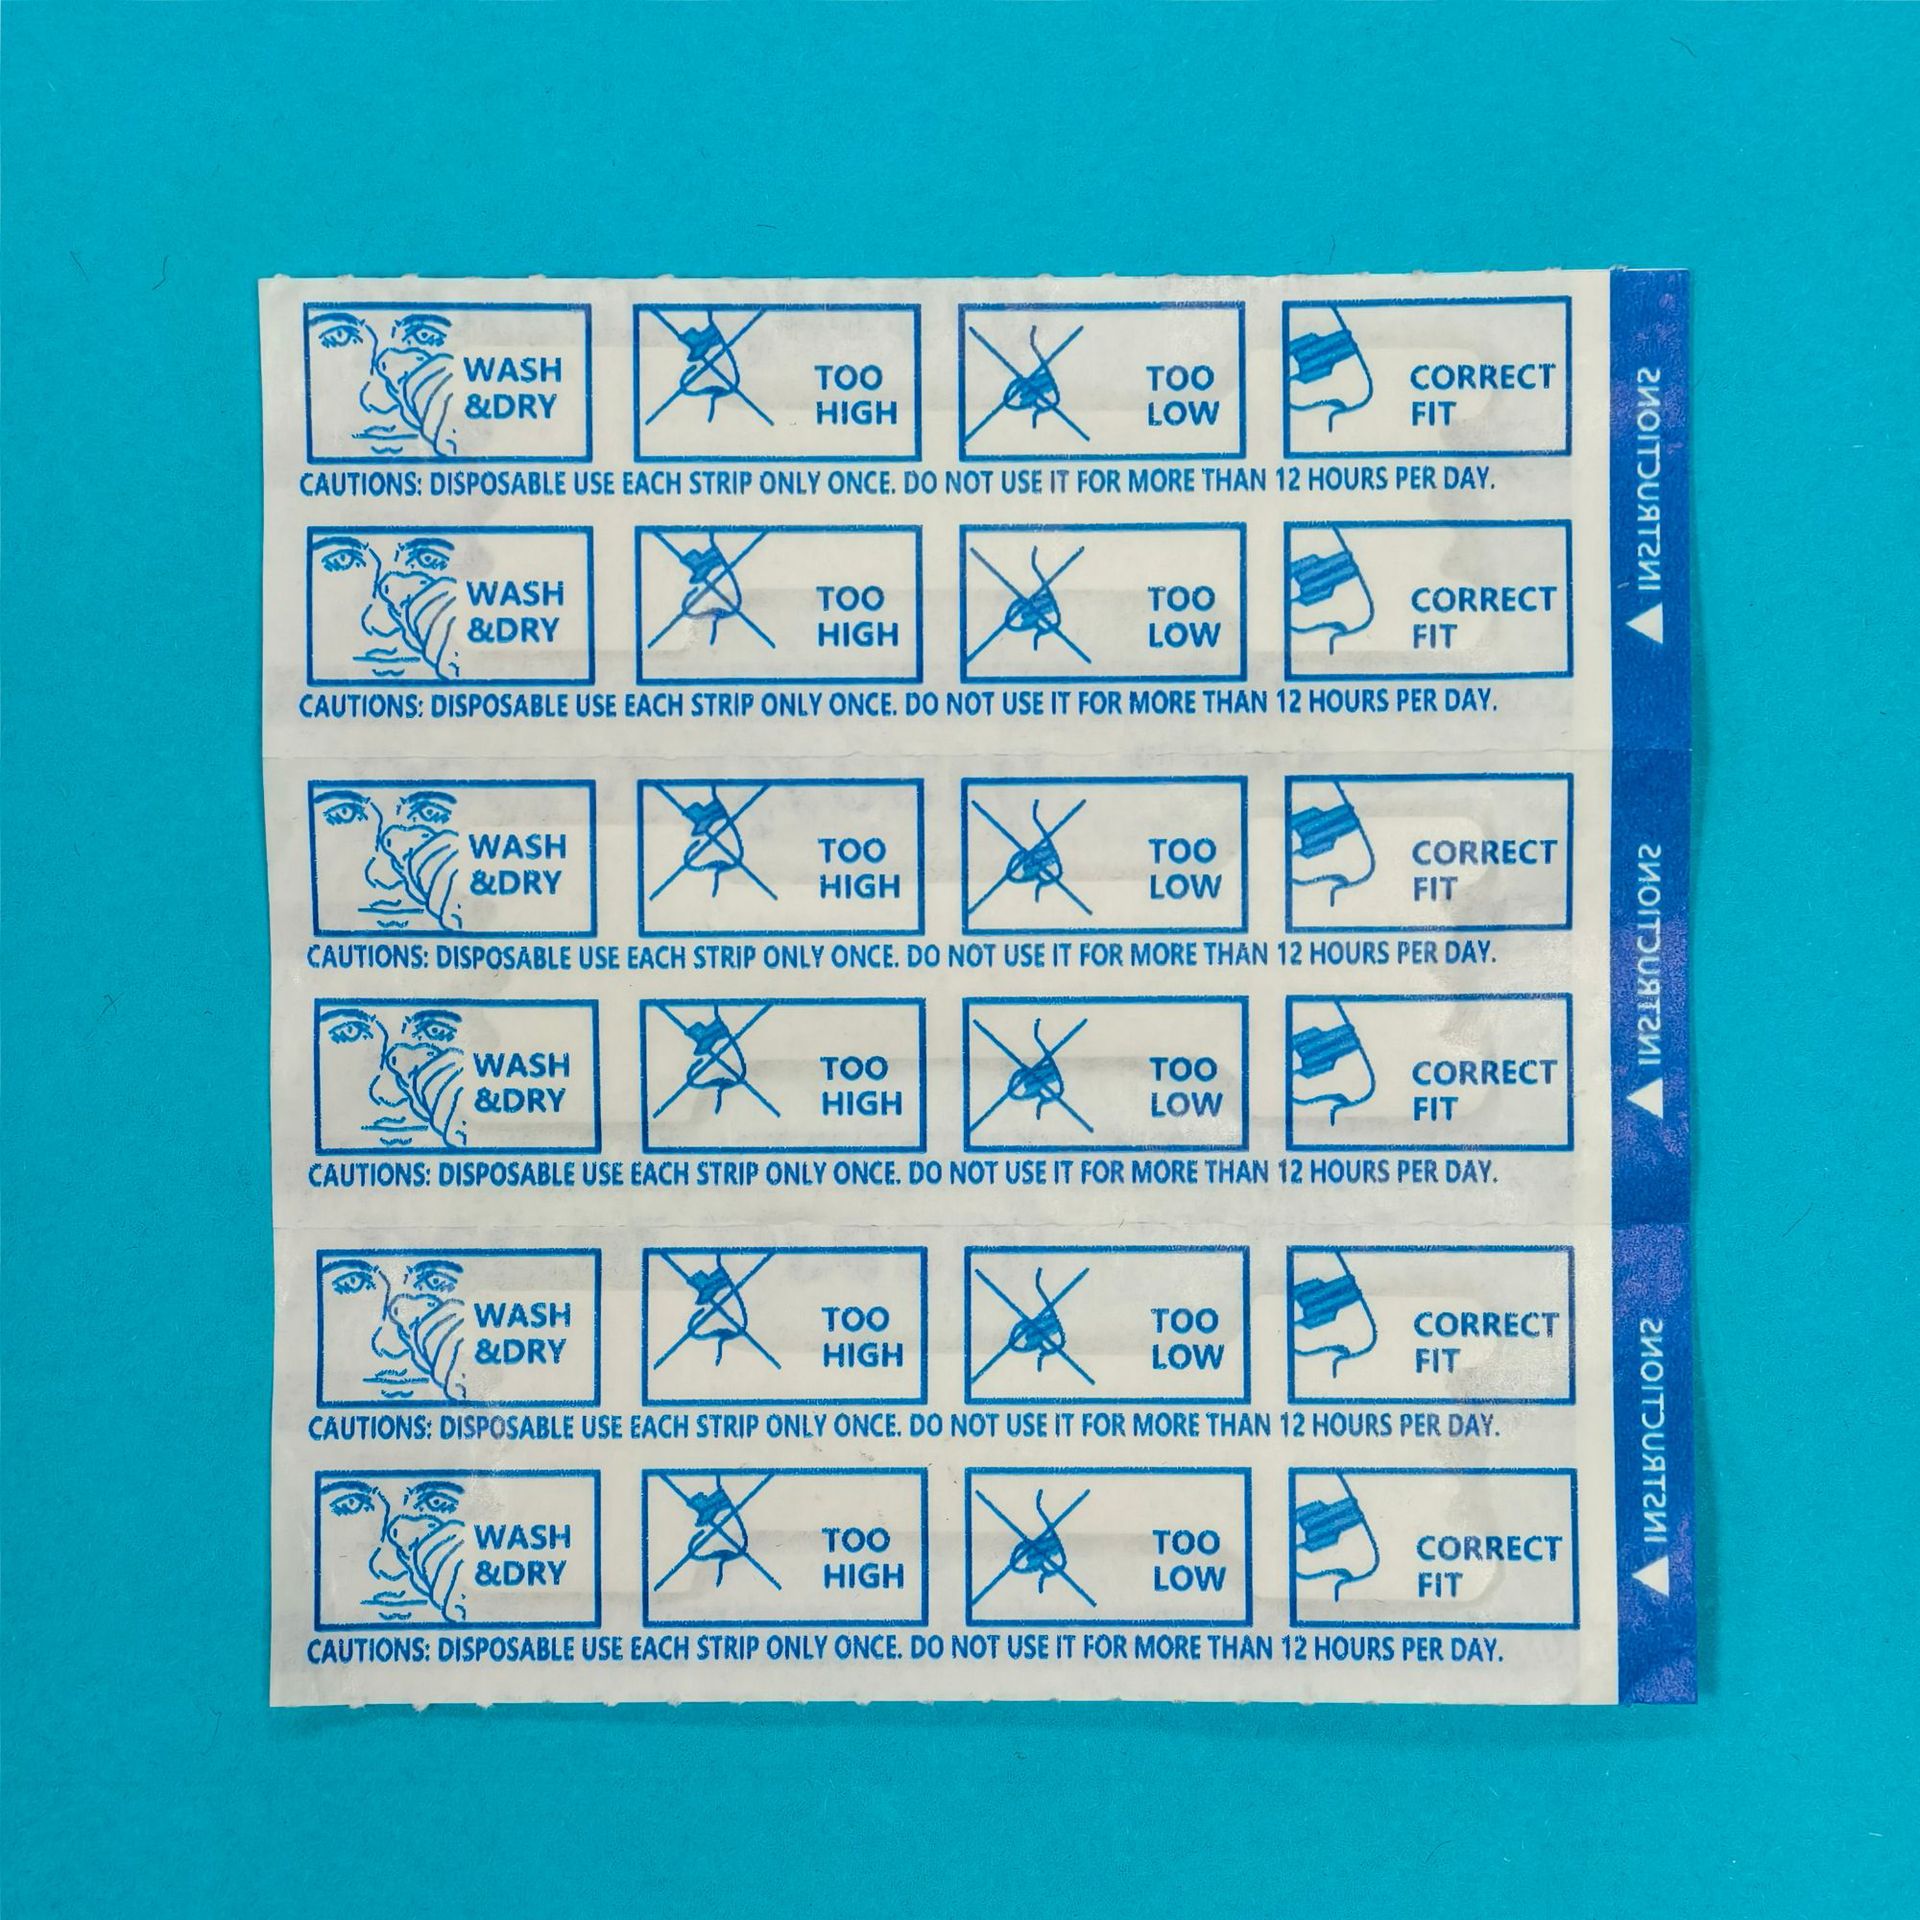 WASH
&DRY
TOO
HIGH
TOO
LOW
CORRECT
FIT
CAUTIONS: DISPOSABLE USE EACH STRIP ONLY ONCE. DO NOT USE IT FOR MORE THAN 12 HOURS PER DAY.
WASH
&DRY
TOO
HIGH
TOO
LOW
CORRECT
FIT
CAUTIONS: DISPOSABLE USE EACH STRIP ONLY ONCE. DO NOT USE IT FOR MORE THAN 12 HOURS PER DAY.
INSTRUCTIONS
WASH
&DRY
TOO
HIGH
TOO
LOW
CORRECT
FIT
CAUTIONS: DISPOSABLE USE EACH STRIP ONLY ONCE. DO NOT USE IT FOR MORE THAN 12 HOURS PER DAY.
WASH
&DRY
TOO
HIGH
TOO
LOW
CORRECT
FIT
CAUTIONS: DISPOSABLE USE EACH STRIP ONLY ONCE. DO NOT USE IT FOR MORE THAN 12 HOURS PER DAY.
INSTRUCTIONS
WASH
&DRY
TOO
HIGH
TOO
LOW
CORRECT
FIT
CAUTIONS: DISPOSABLE USE EACH STRIP ONLY ONCE. DO NOT USE IT FOR MORE THAN 12 HOURS PER DAY.
WASH
&DRY
TOO
HIGH
TOO
LOW
CORRECT
FIT
CAUTIONS: DISPOSABLE USE EACH STRIP ONLY ONCE. DO NOT USE IT FOR MORE THAN 12 HOURS PER DAY.
INSTRUCTIONS